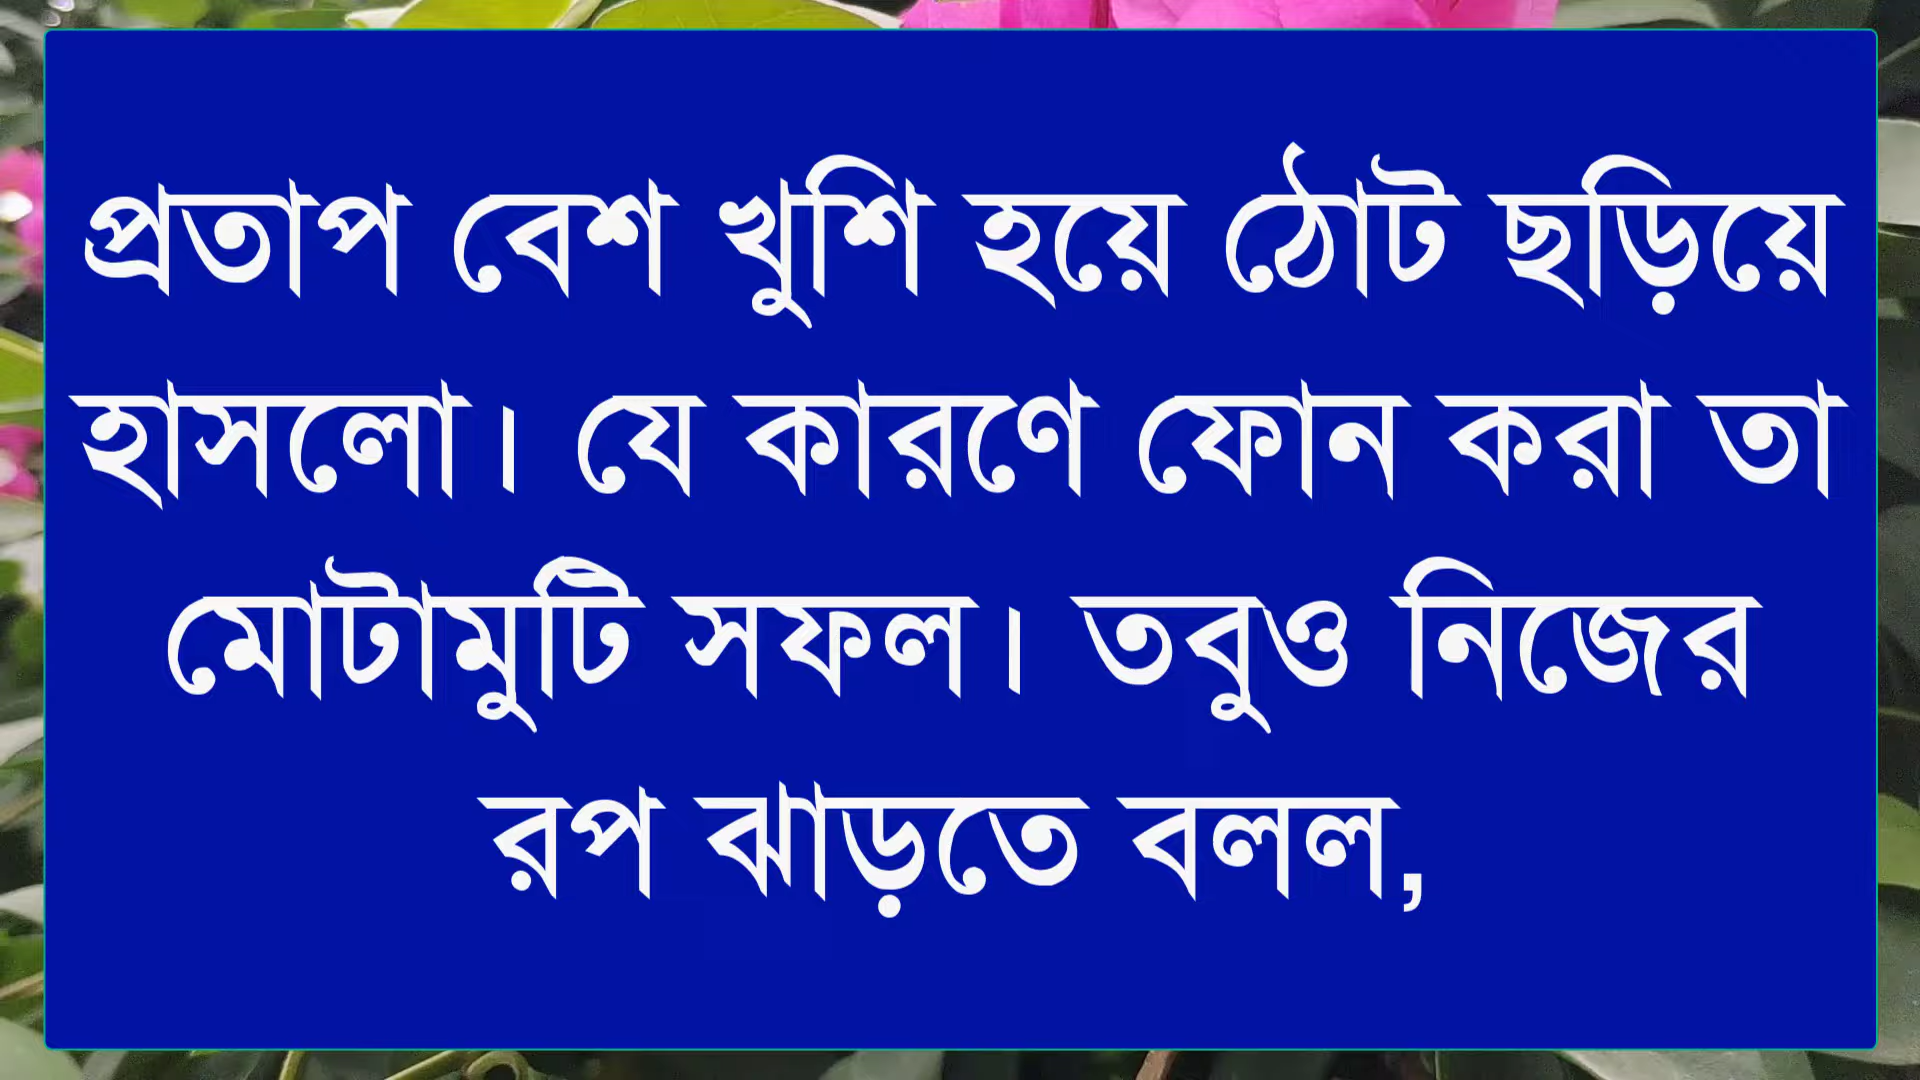 প্রতাপ বেশ খুশি হয়ে ঠোট ছড়িয়ে
হাসলো। যে কারণে ফোন করা তা
মোটামুটি সফল। তবুও নিজের
রপ ঝাড়তে বলল,